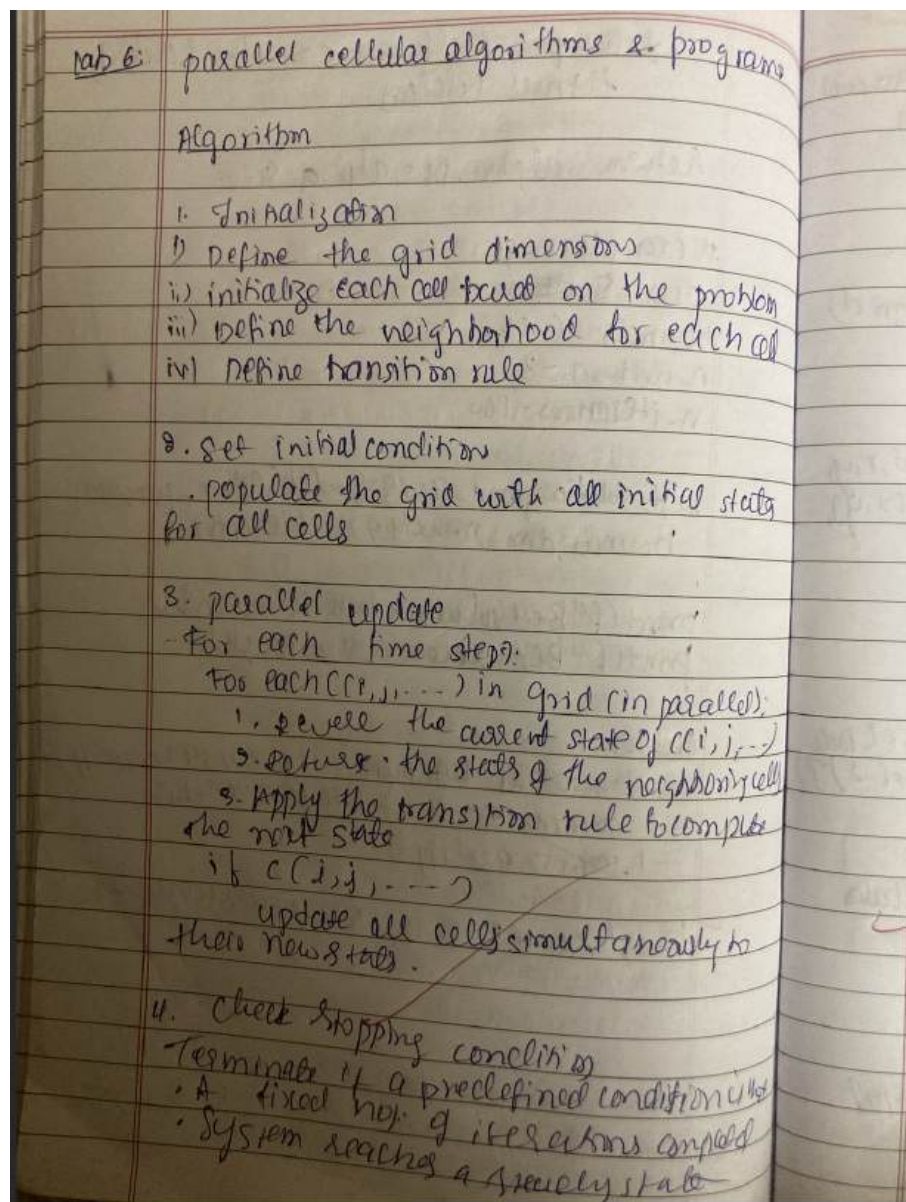 Lab 6: parallel cellular algorithms & programs
Algorithm
1. Initialization
i) Define the grid dimensions
ii) initialize each cell based on the problem
iii) Define the neighborhood for each cell
iv) Define transition rule
2. Set initial condition
. populate the grid with all initial states
for all cells
3. parallel update
- For each time step:
For each C(i,j,...) in grid (in parallel):
1. the current state of C(i,j,...)
2. the states of the neighboring cells
3. Apply the transition rule to compute
the next state
if C(i,j,----)
update all cells simultaneously to
their new states.
4. Check stopping condition
Terminate if a predefined condition is met
. A fixed no. of iterations completed
. System reaches a steady state